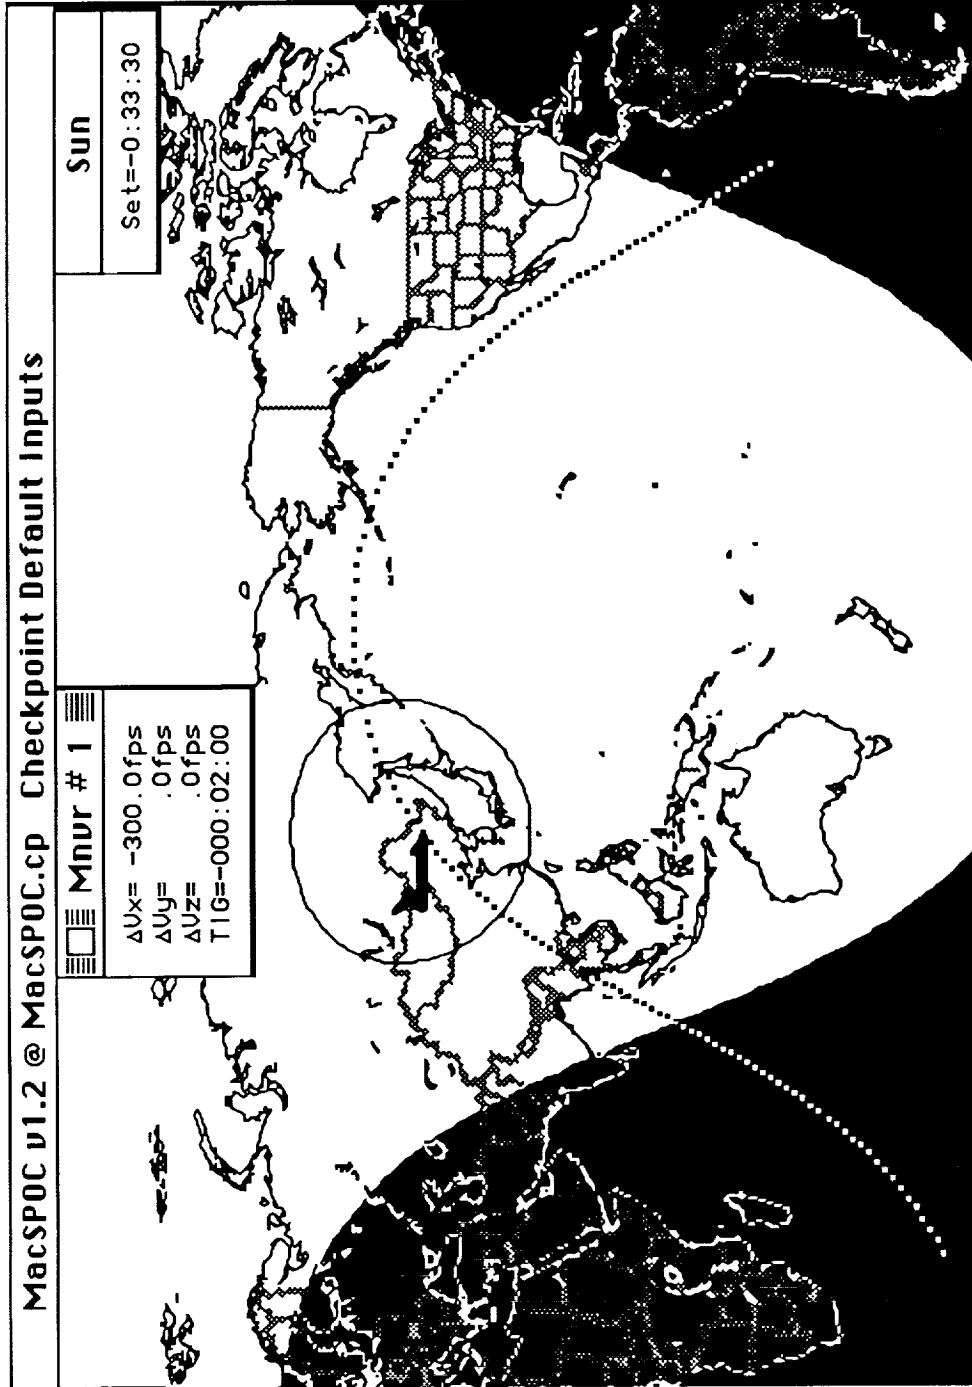 MacSPOC v1.2 @ MacSPOC.cp Checkpoint Default Inputs
Mnvr # 1
ΔVx= -300.0fps
ΔVy= .0fps
ΔVz= .0fps
TIG=-000:02:00
Sun
Set=-0:33:30